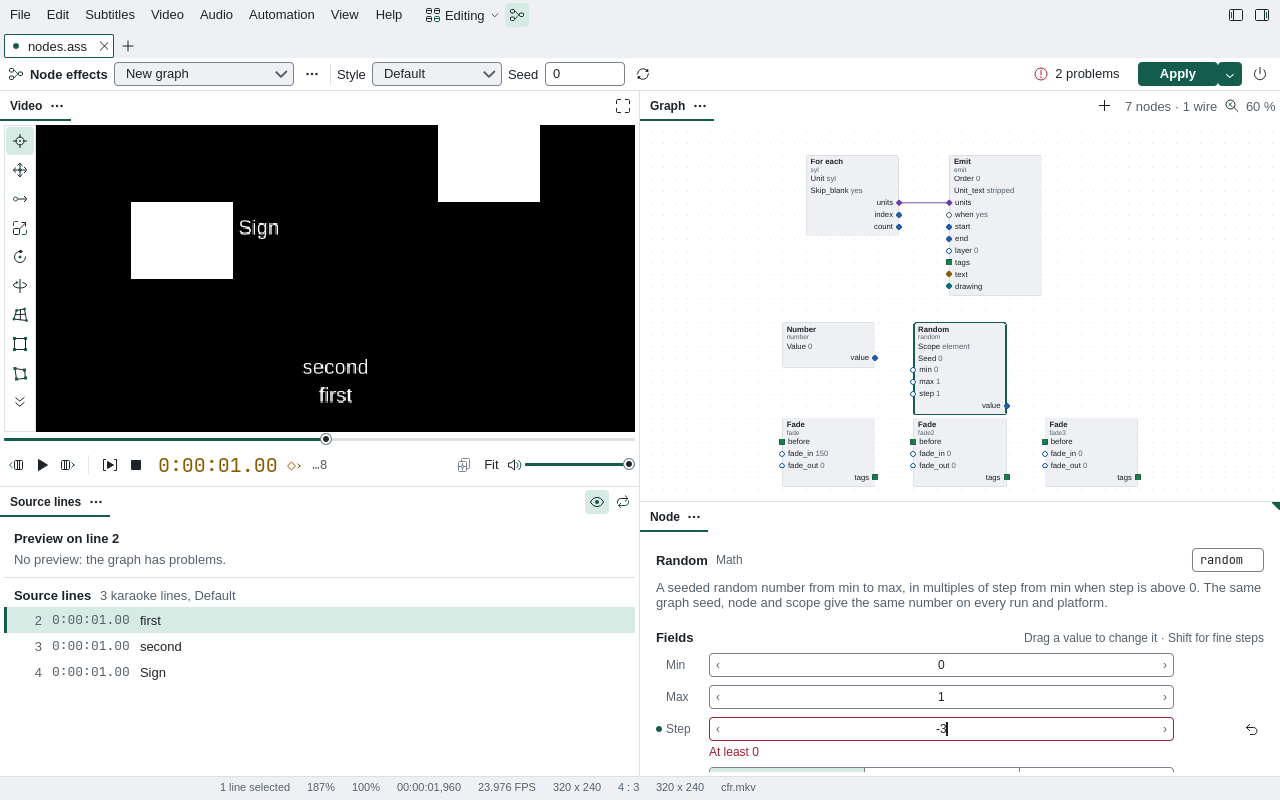 File Edit Subtitles Video Audio Automation View Help Editing
nodes.ass
Node effects New graph Style Default Seed 0 2 problems Apply
Video
Sign
second
first
0:00:01.00 …8 Fit
Source lines
Preview on line 2
No preview: the graph has problems.
Source lines 3 karaoke lines, Default
2 0:00:01.00 first
3 0:00:01.00 second
4 0:00:01.00 Sign
Graph 7 nodes · 1 wire 60 %
For each
syl
Unit syl
Skip_blank yes
units
index
count
Emit
emit
Order 0
Unit_text stripped
units
when yes
start
end
layer 0
tags
text
drawing
Number
number
Value 0
value
Random
random
Scope element
Seed 0
min 0
max 1
step 1
value
Fade
fade
before
fade_in 150
fade_out 0
tags
Fade
fade2
before
fade_in 0
fade_out 0
tags
Fade
fade3
before
fade_in 0
fade_out 0
tags
Node
Random Math random
A seeded random number from min to max, in multiples of step from min when step is above 0. The same
graph seed, node and scope give the same number on every run and platform.
Fields Drag a value to change it · Shift for fine steps
Min 0
Max 1
Step -3
At least 0
1 line selected 187% 100% 00:00:01,960 23.976 FPS 320 x 240 4 : 3 320 x 240 cfr.mkv